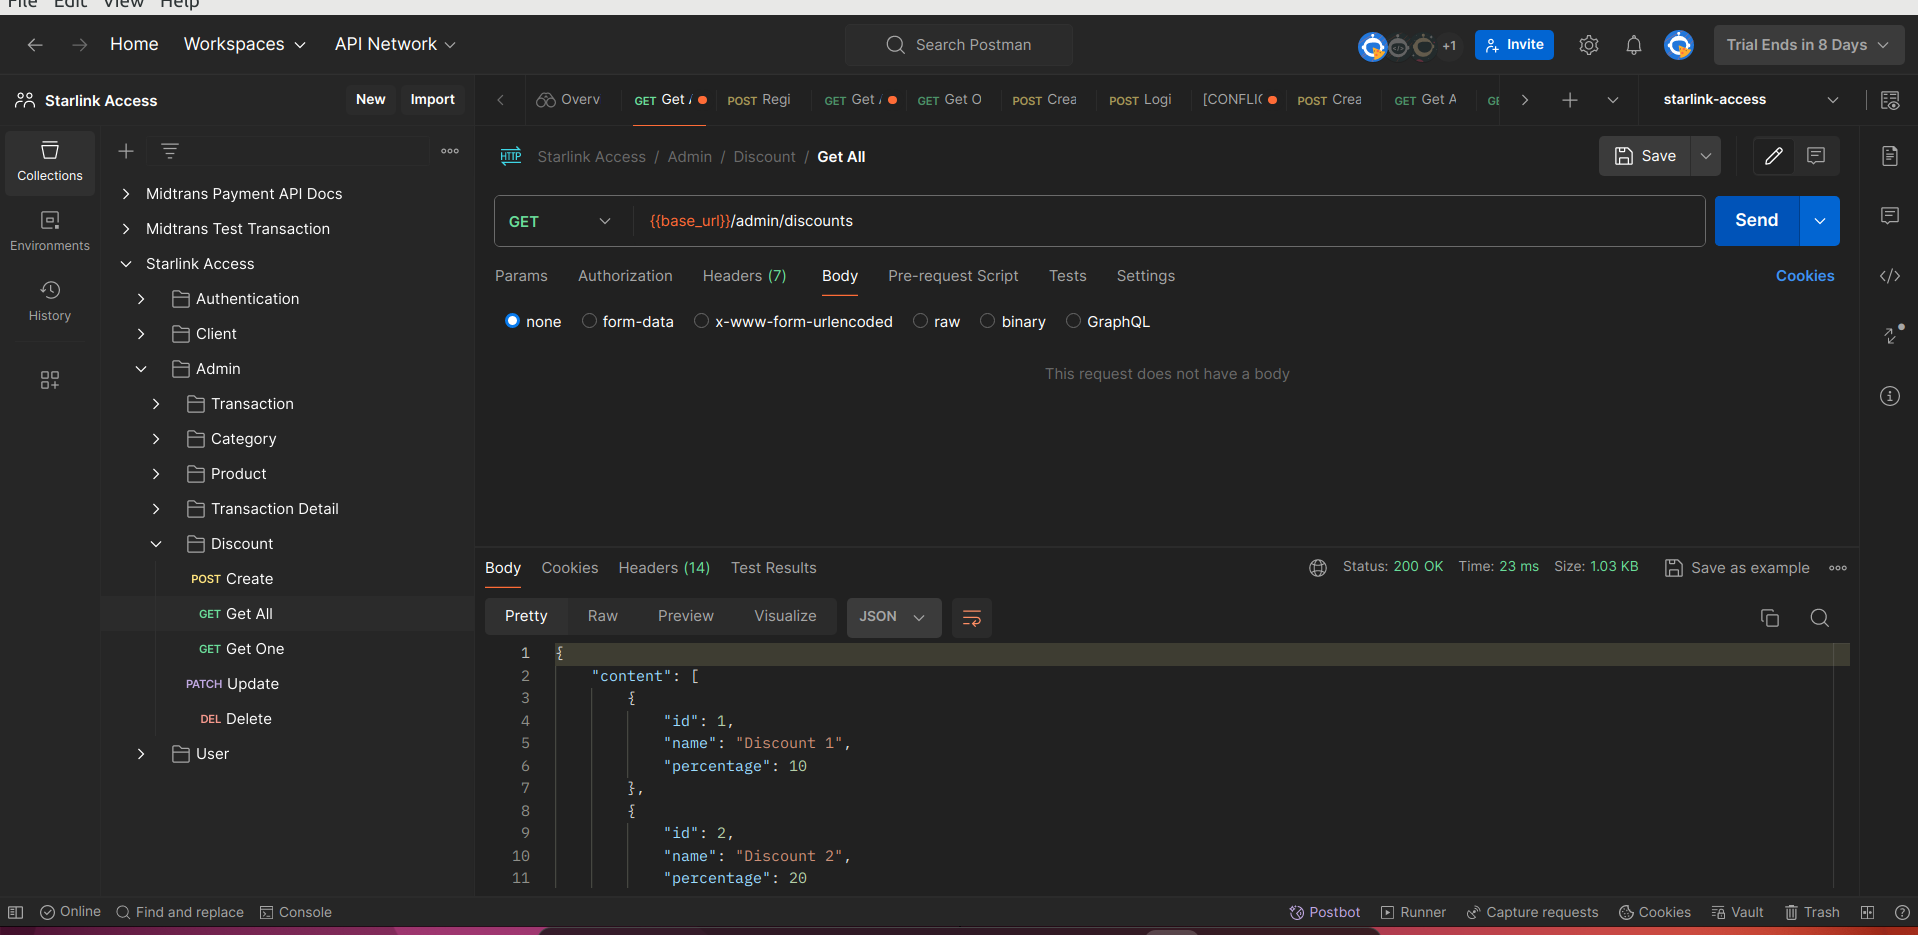 File Edit View Help
Home Workspaces API Network Search Postman +1 Invite Trial Ends in 8 Days
Starlink Access New Import Overv GET Get POST Regi GET Get GET Get O POST Crea POST Logi [CONFLI POST Crea GET Get A GE starlink-access
Collections
Environments
History
Midtrans Payment API Docs
Midtrans Test Transaction
Starlink Access
Authentication
Client
Admin
Transaction
Category
Product
Transaction Detail
Discount
POST Create
GET Get All
GET Get One
PATCH Update
DEL Delete
User
HTTP Starlink Access / Admin / Discount / Get All Save
GET {{base_url}}/admin/discounts Send
Params Authorization Headers (7) Body Pre-request Script Tests Settings Cookies
none form-data x-www-form-urlencoded raw binary GraphQL
This request does not have a body
Body Cookies Headers (14) Test Results Status: 200 OK Time: 23 ms Size: 1.03 KB Save as example
Pretty Raw Preview Visualize JSON
1 {
2 "content": [
3 {
4 "id": 1,
5 "name": "Discount 1",
6 "percentage": 10
7 },
8 {
9 "id": 2,
10 "name": "Discount 2",
11 "percentage": 20
Online Find and replace Console Postbot Runner Capture requests Cookies Vault Trash